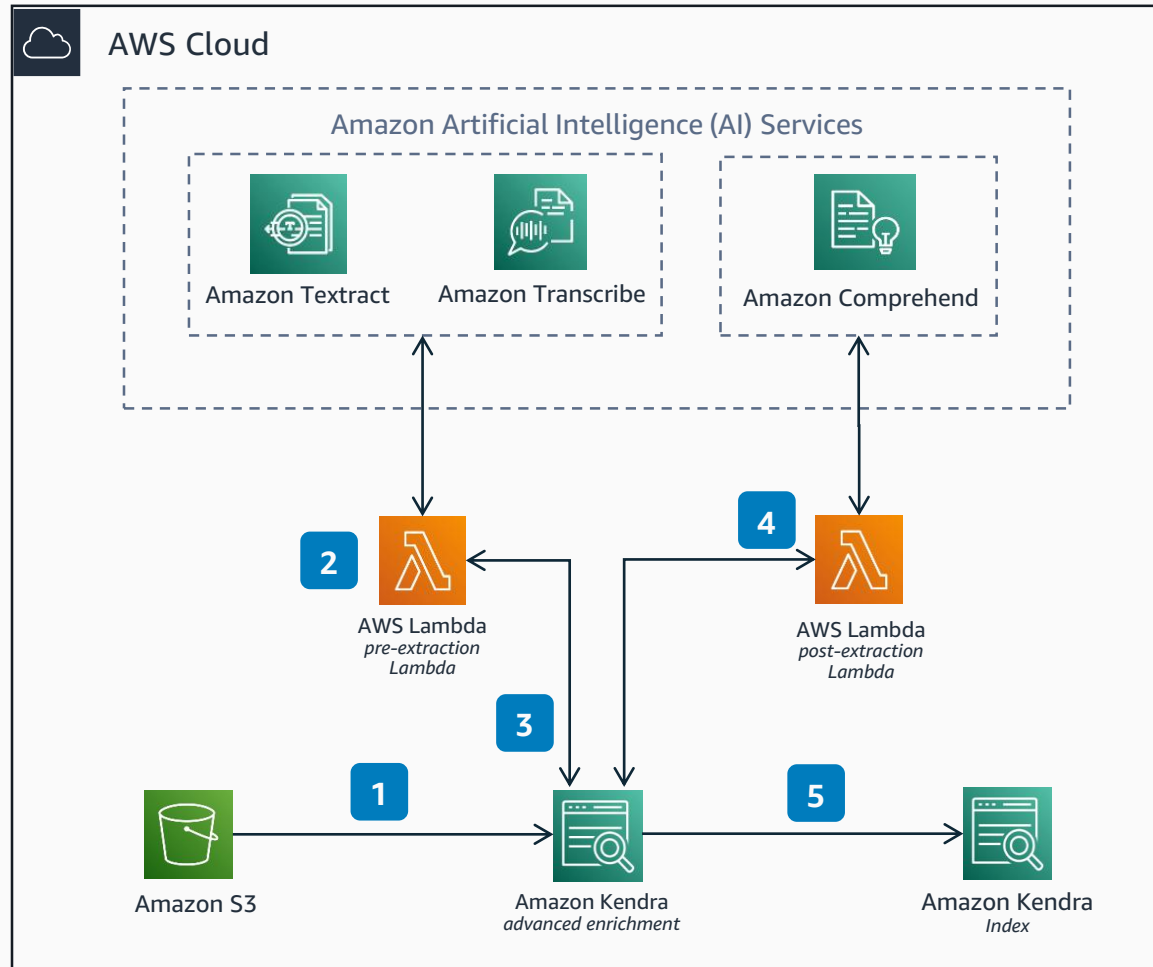 AWS Cloud
Amazon Artificial Intelligence (AI) Services
Amazon Textract
Amazon Transcribe
Amazon Comprehend
2
4
AWS Lambda
pre-extraction
Lambda
AWS Lambda
post-extraction
Lambda
3
1
5
Amazon S3
Amazon Kendra
advanced enrichment
Amazon Kendra
Index